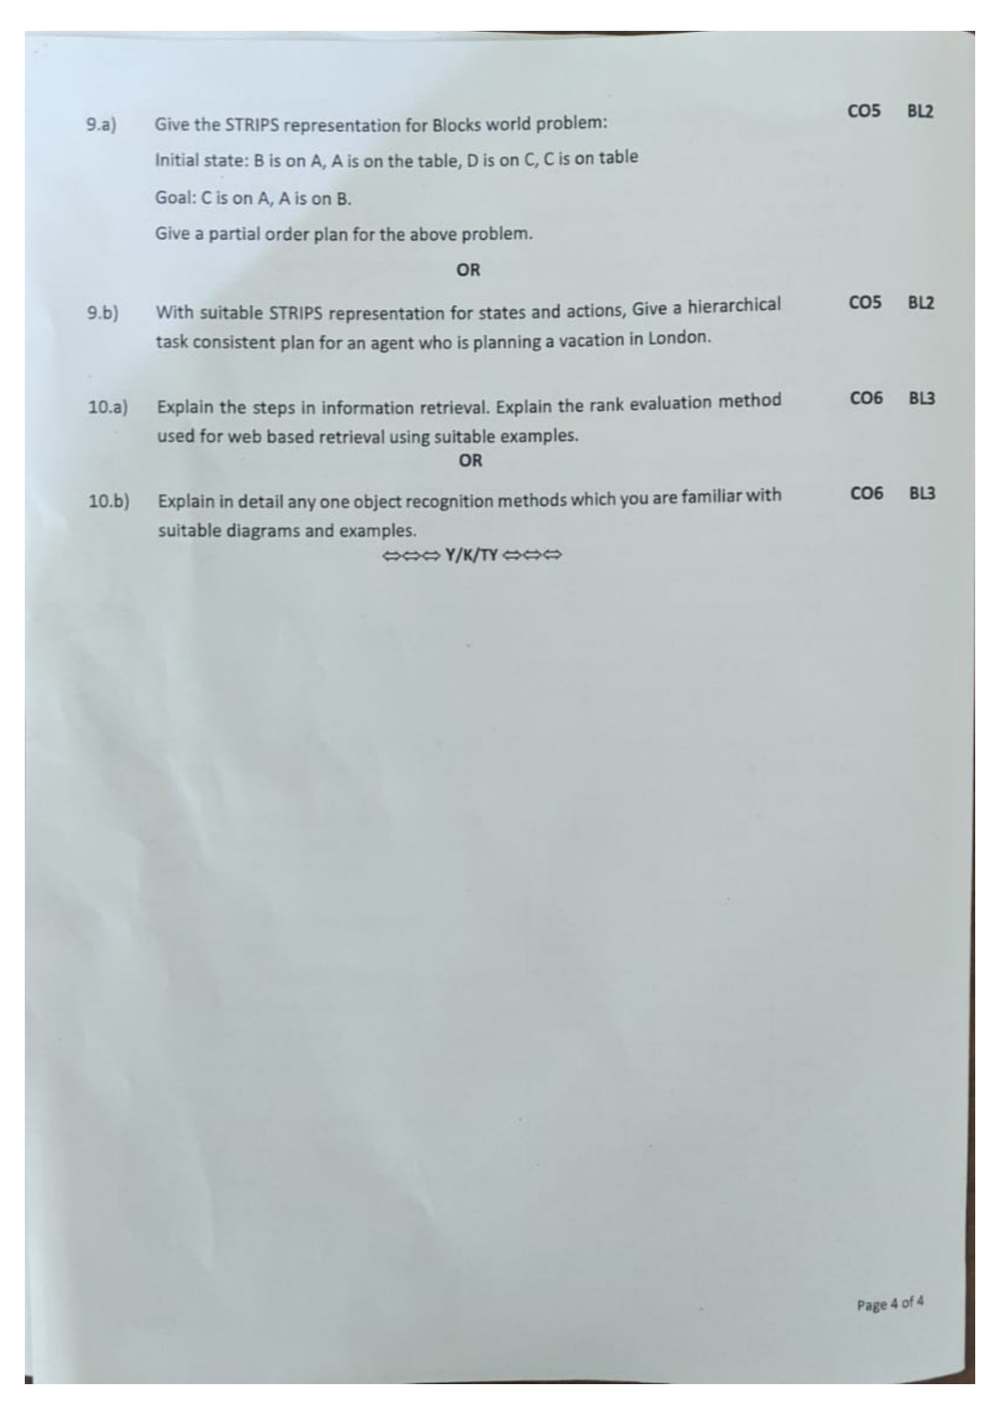 CO5 BL2
9.a) Give the STRIPS representation for Blocks world problem:
Initial state: B is on A, A is on the table, D is on C, C is on table
Goal: C is on A, A is on B.
Give a partial order plan for the above problem.
OR
9.b) With suitable STRIPS representation for states and actions, Give a hierarchical CO5 BL2
task consistent plan for an agent who is planning a vacation in London.
10.a) Explain the steps in information retrieval. Explain the rank evaluation method CO6 BL3
used for web based retrieval using suitable examples.
OR
10.b) Explain in detail any one object recognition methods which you are familiar with CO6 BL3
suitable diagrams and examples.
⇔⇔⇔ Y/K/TY ⇔⇔⇔
Page 4 of 4